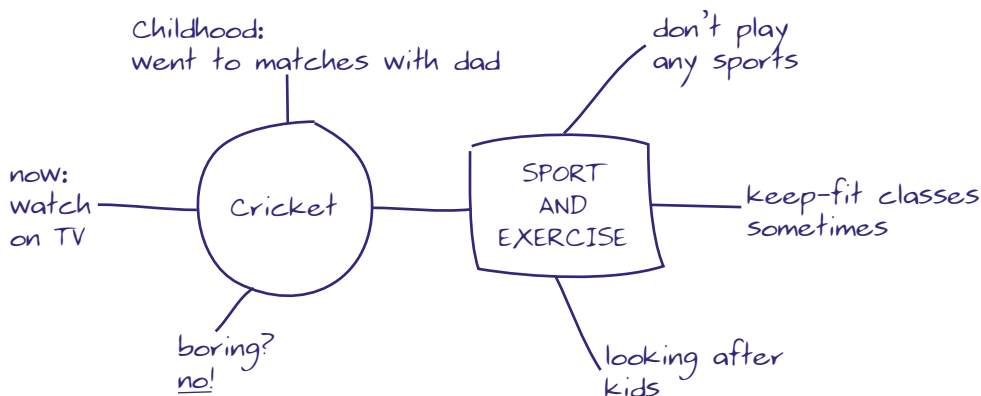 Childhood:
went to matches with dad
don't play
any sports
now:
watch
on TV
Cricket
SPORT
AND
EXERCISE
keep-fit classes
sometimes
boring?
no!
looking after
kids